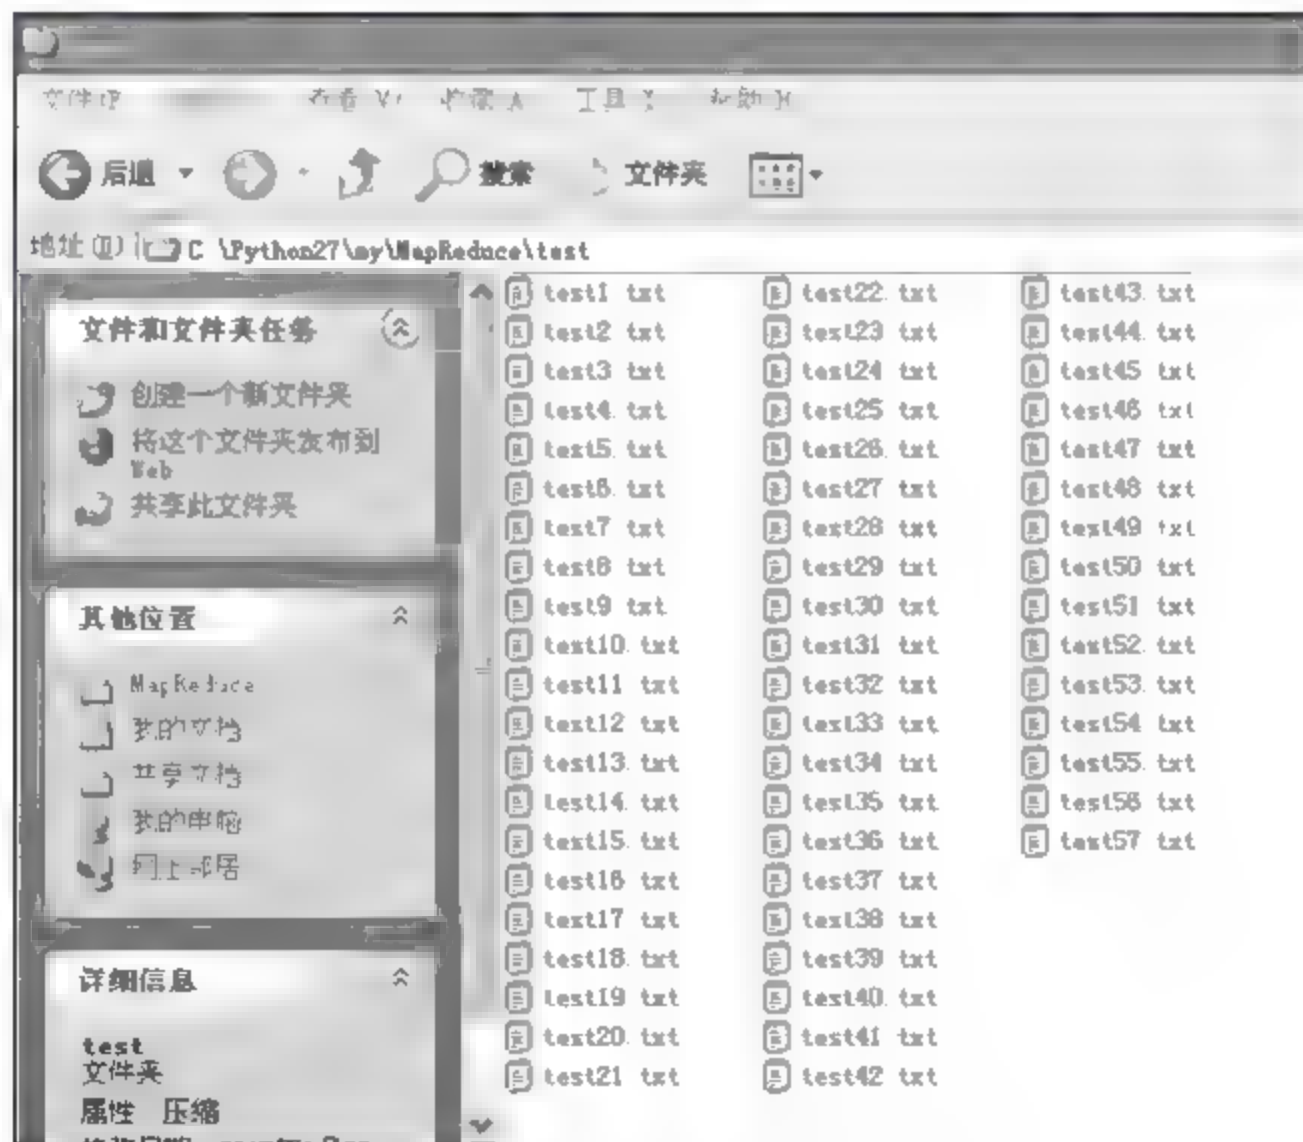 文件
查看 V 收藏 A 工具 帮助 H
后退 搜索 文件夹
地址(D) C \Python27\my\MapReduce\test
文件和文件夹任务
创建一个新文件夹
将这个文件夹发布到
Web
共享此文件夹
其他位置
MapReduce
我的文档
共享文档
我的电脑
网上邻居
详细信息
test
文件夹
属性 压缩
test1 txt
test2 txt
test3 txt
test4. txt
test5. txt
test6. txt
test7 txt
test8 txt
test9 txt
test10. txt
test11 txt
test12 txt
test13. txt
test14. txt
test15. txt
test16 txt
test17 txt
test18. txt
test19 txt
test20. txt
test21 txt
test22. txt
test23 txt
test24 txt
test25 txt
test26. txt
test27 txt
test28 txt
test29 txt
test30 txt
test31 txt
test32 txt
test33 txt
test34 txt
test35 txt
test36 txt
test37 txt
test38 txt
test39 txt
test40. txt
test41 txt
test42 txt
test43. txt
test44. txt
test45 txt
test46 txt
test47 txt
test48 txt
test49 txt
test50 txt
test51 txt
test52. txt
test53. txt
test54 txt
test55. txt
test56 txt
test57 txt